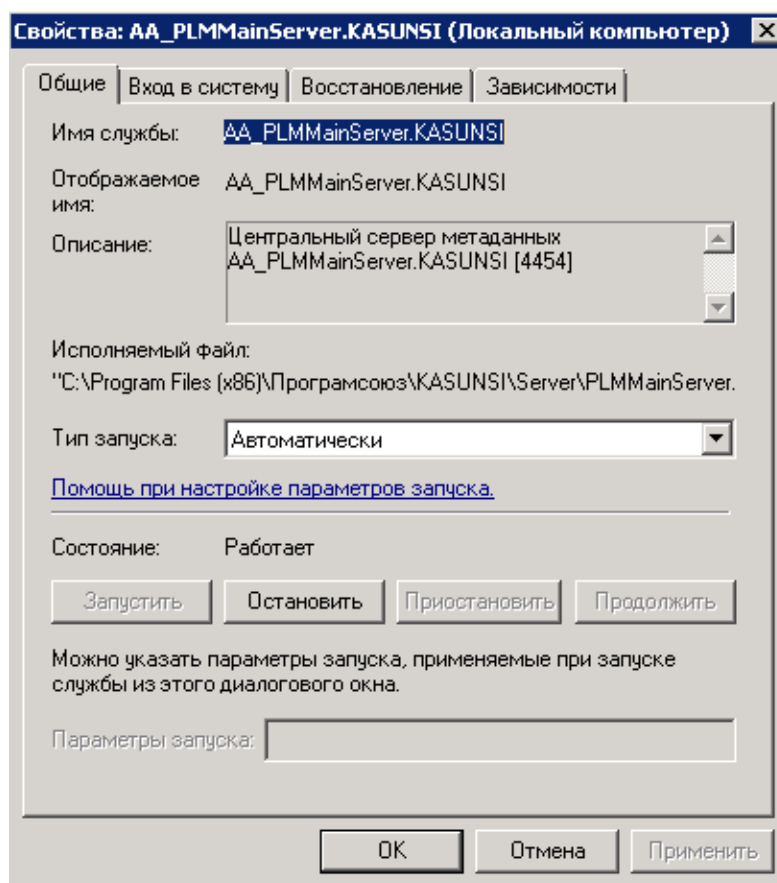 Свойства: AA_PLMMainServer.KASUNSI (Локальный компьютер)
Общие Вход в систему Восстановление Зависимости
Имя службы: AA_PLMMainServer.KASUNSI
Отображаемое имя: AA_PLMMainServer.KASUNSI
Описание: Центральный сервер метаданных
AA_PLMMainServer.KASUNSI [4454]
Исполняемый файл:
"C:\Program Files (x86)\Програмсоюз\KASUNSI\Server\PLMMainServer.
Тип запуска: Автоматически
Помощь при настройке параметров запуска.
Состояние: Работает
Запустить Остановить Приостановить Продолжить
Можно указать параметры запуска, применяемые при запуске
службы из этого диалогового окна.
Параметры запуска:
OK Отмена Применить